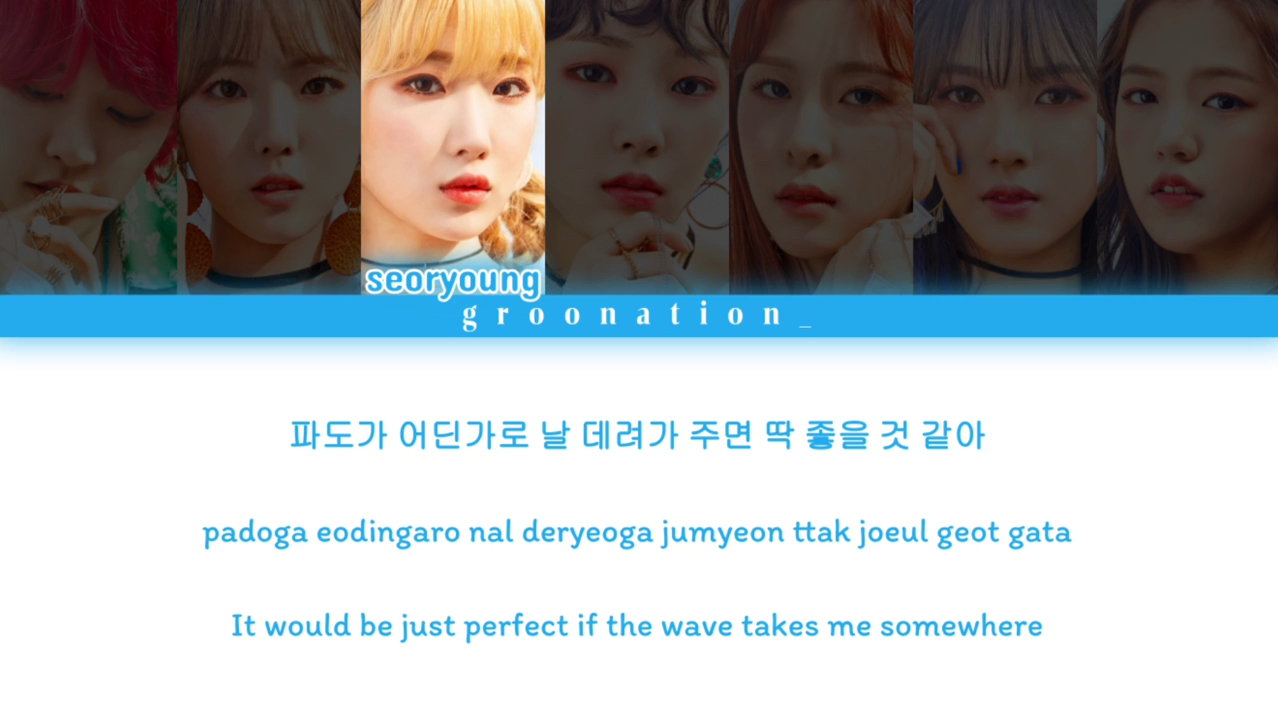 seoryoung
groonation_
파도가 어딘가로 날 데려가 주면 딱 좋을 것 같아
padoga eodingaro nal deryeoga jumyeon ttak joeul geot gata
It would be just perfect if the wave takes me somewhere